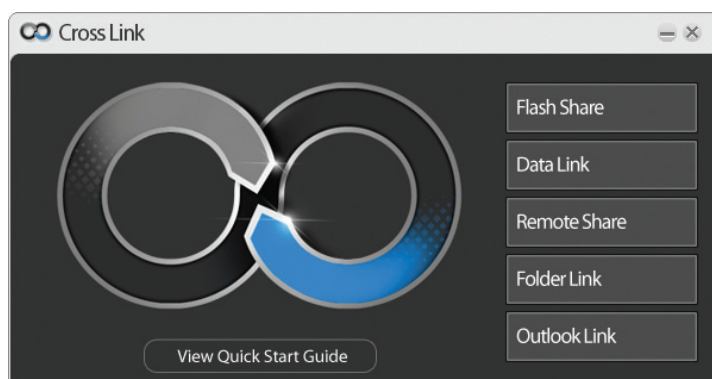 Cross Link
Flash Share
Data Link
Remote Share
Folder Link
Outlook Link
View Quick Start Guide